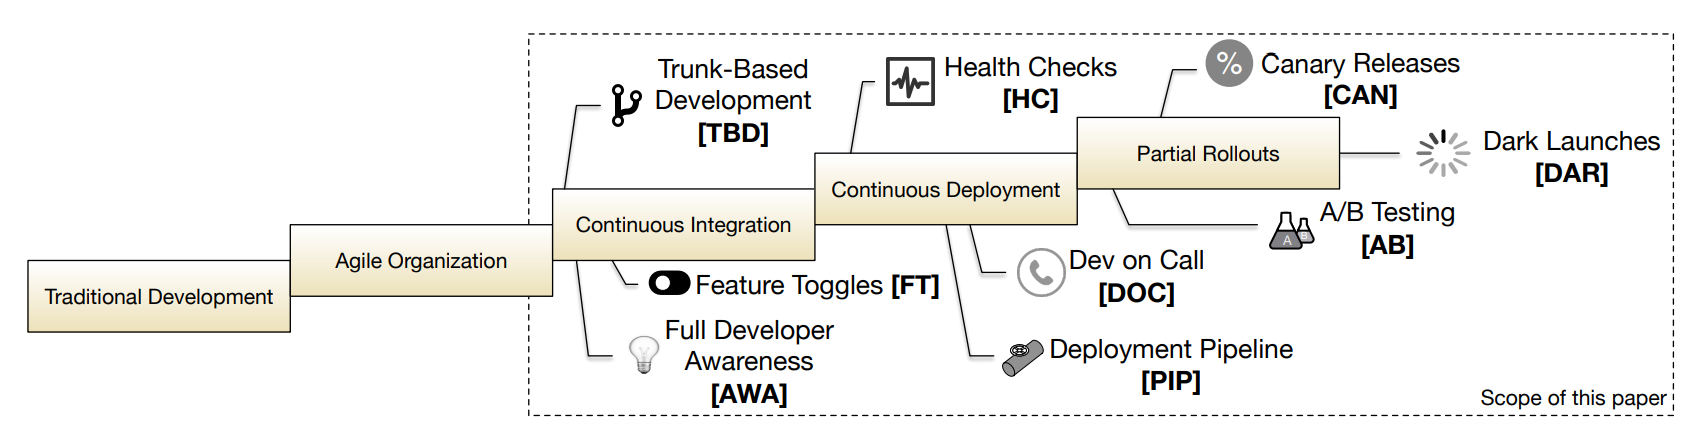 Trunk-Based
Development
[TBD]
Health Checks
[HC]
%
Canary Releases
[CAN]
Dark Launches
[DAR]
Partial Rollouts
Continuous Deployment
A/B Testing
[AB]
A
B
Continuous Integration
Agile Organization
Traditional Development
Feature Toggles [FT]
Dev on Call
[DOC]
Full Developer
Awareness
[AWA]
Deployment Pipeline
[PIP]
Scope of this paper